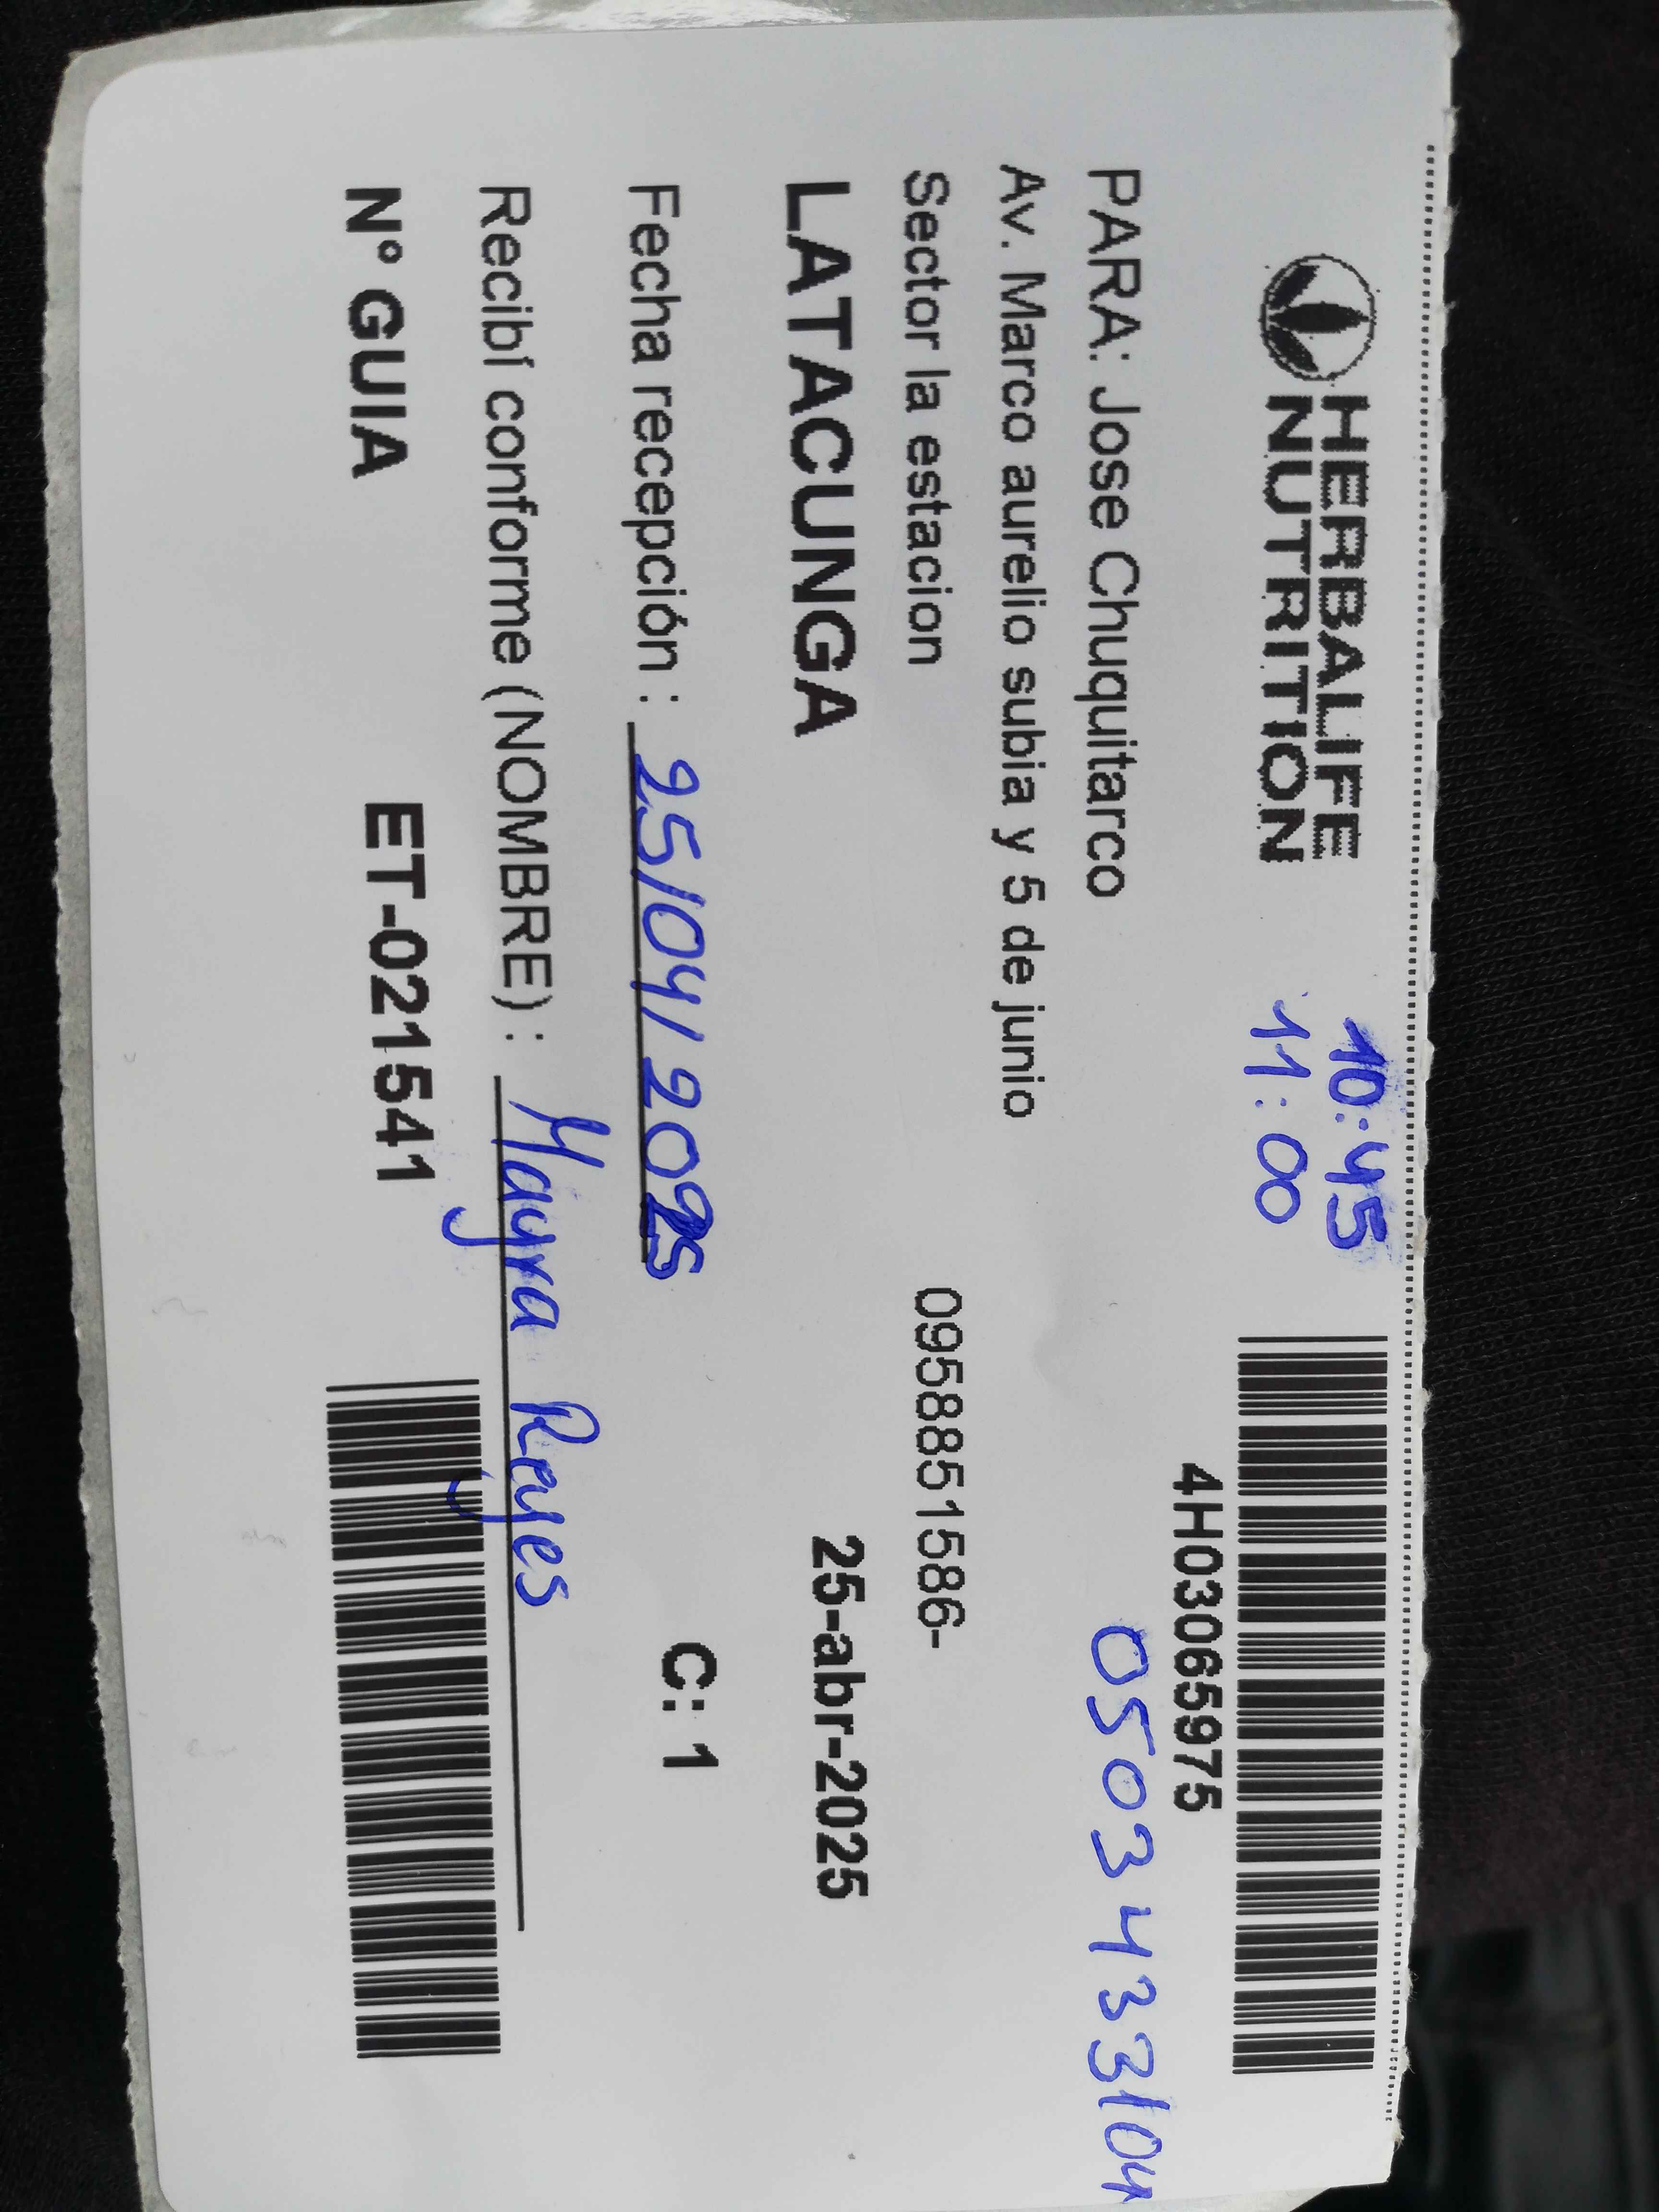 HERBALIFE
NUTRITION
10:45
11:00
4H03065975
PARA: Jose Chuquitarco
Av. Marco aurelio subia y 5 de junio
Sector la estacion
0958851586-
LATACUNGA
25-abr-2025
Fecha recepción : 25/04/2025
C: 1
Recibí conforme (NOMBRE) : Mayra Reyes
N° GUIA ET-021541